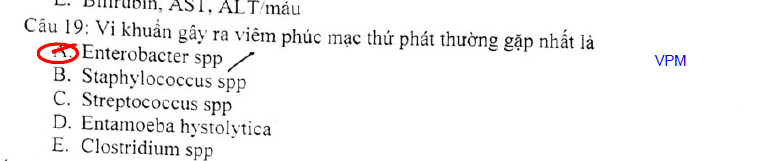 E. Bilirubin, AST, ALT/máu
Câu 19: Vi khuẩn gây ra viêm phúc mạc thứ phát thường gặp nhất là
A. Enterobacter spp
VPM
B. Staphylococcus spp
C. Streptococcus spp
D. Entamoeba hystolytica
E. Clostridium spp